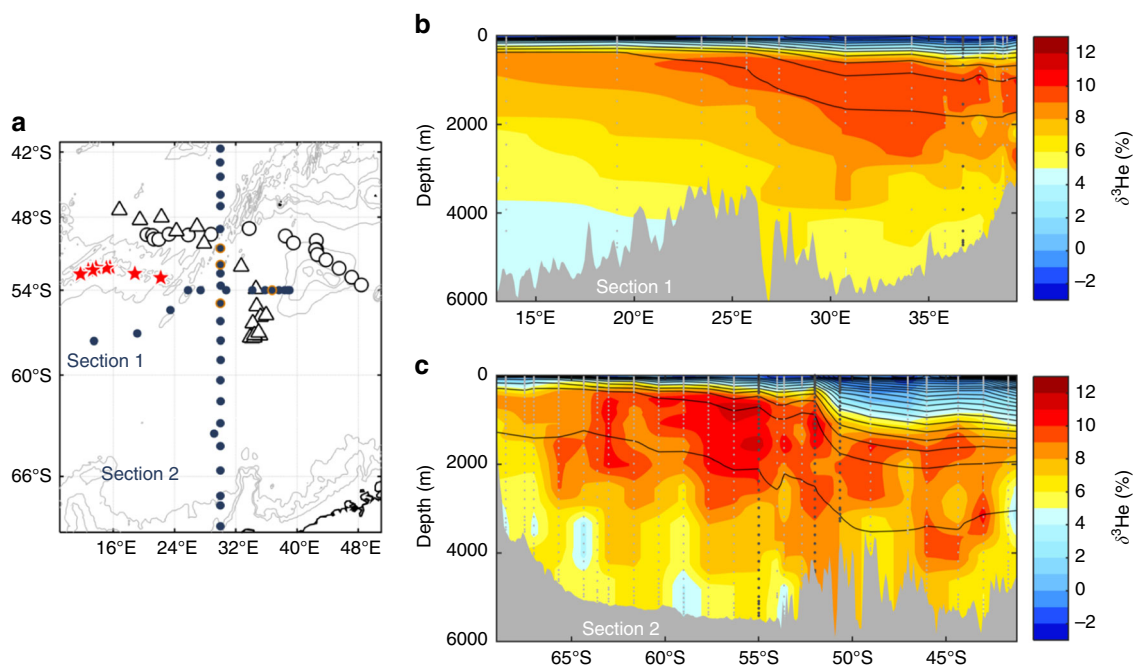 a
42°S
48°S
54°S
60°S
66°S
Section 1
Section 2
16°E 24°E 32°E 40°E 48°E
b
0
2000
4000
6000
Depth (m)
Section 1
15°E 20°E 25°E 30°E 35°E
12
10
8
6
4
2
0
−2
δ³He (%)
c
0
2000
4000
6000
Depth (m)
Section 2
65°S 60°S 55°S 50°S 45°S
12
10
8
6
4
2
0
−2
δ³He (%)